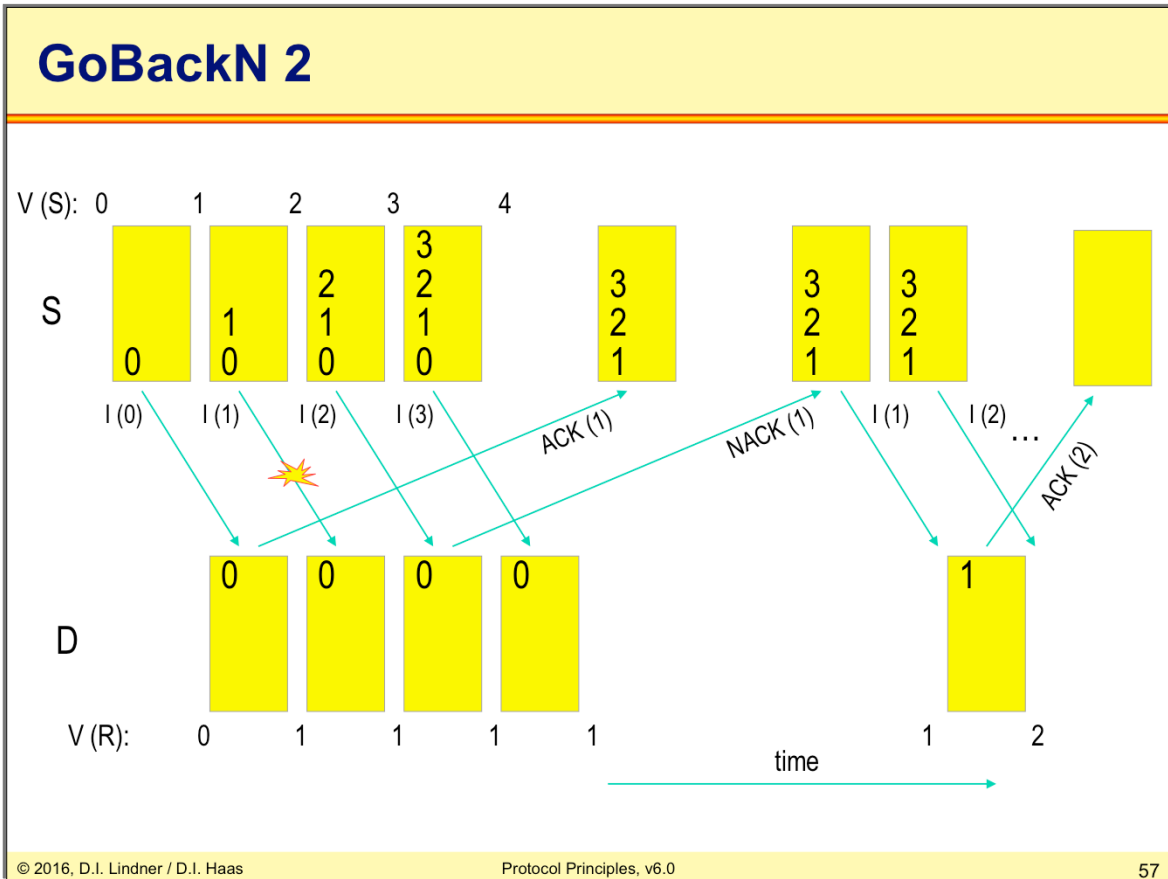 GoBackN 2
V (S): 0 1 2 3 4
3
2 2 3 3 3
S
1 1 1 2 2 2
0 0 0 0 1 1 1
I (0) I (1) I (2) I (3) ACK (1) NACK (1) I (1) I (2) ...
ACK (2)
0 0 0 0 1
D
V (R): 0 1 1 1 1 1 2
time
© 2016, D.I. Lindner / D.I. Haas Protocol Principles, v6.0 57